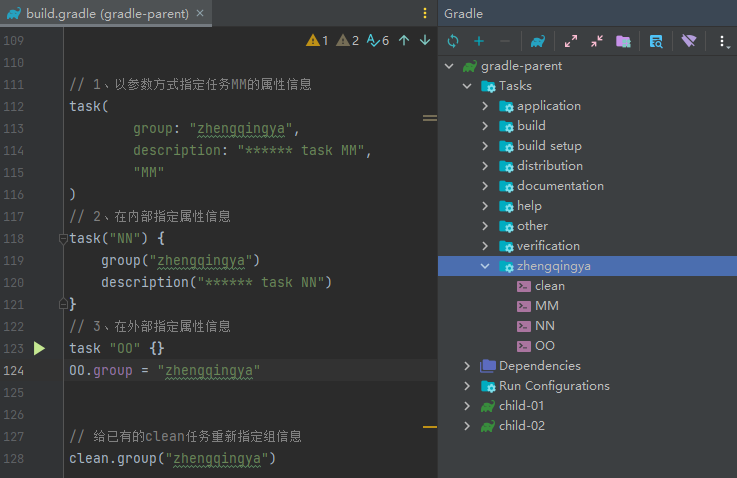 build.gradle (gradle-parent) ×
1 2 6
109
110
111 // 1、以参数方式指定任务MM的属性信息
112 task(
113 group: "zhengqingya",
114 description: "****** task MM",
115 "MM"
116 )
117 // 2、在内部指定属性信息
118 task("NN") {
119 group("zhengqingya")
120 description("****** task NN")
121 }
122 // 3、在外部指定属性信息
123 task "OO" {}
124 OO.group = "zhengqingya"
125
126
127 // 给已有的clean任务重新指定组信息
128 clean.group("zhengqingya")
Gradle
gradle-parent
Tasks
application
build
build setup
distribution
documentation
help
other
verification
zhengqingya
clean
MM
NN
OO
Dependencies
Run Configurations
child-01
child-02